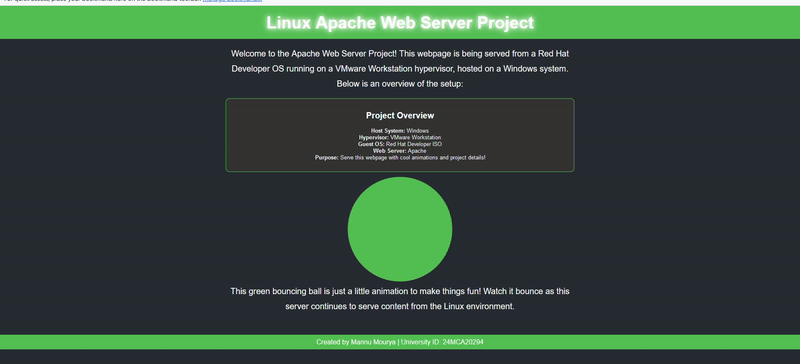 Linux Apache Web Server Project
Welcome to the Apache Web Server Project! This webpage is being served from a Red Hat
Developer OS running on a VMware Workstation hypervisor, hosted on a Windows system.
Below is an overview of the setup:
Project Overview
Host System: Windows
Hypervisor: VMware Workstation
Guest OS: Red Hat Developer ISO
Web Server: Apache
Purpose: Serve this webpage with cool animations and project details!
This green bouncing ball is just a little animation to make things fun! Watch it bounce as this
server continues to serve content from the Linux environment.
Created by Mannu Mourya | University ID: 24MCA20294